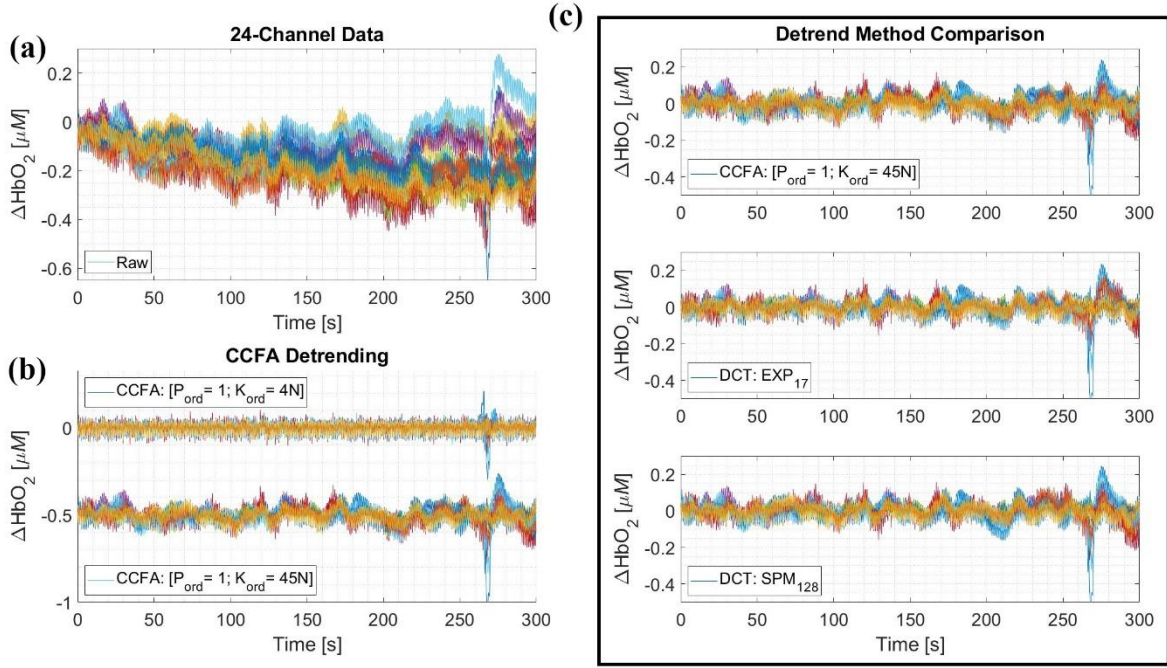 (a)
24-Channel Data
ΔHbO2 [μM]
0.2
0
-0.2
-0.4
-0.6
Raw
0 50 100 150 200 250 300
Time [s]
(b)
CCFA Detrending
ΔHbO2 [μM]
CCFA: [Pord= 1; Kord= 4N]
0
-0.5
CCFA: [Pord= 1; Kord= 45N]
-1
0 50 100 150 200 250 300
Time [s]
(c)
Detrend Method Comparison
ΔHbO2 [μM]
0.2
0
-0.2
-0.4
CCFA: [Pord= 1; Kord= 45N]
0 50 100 150 200 250 300
ΔHbO2 [μM]
0.2
0
-0.2
-0.4
DCT: EXP17
0 50 100 150 200 250 300
ΔHbO2 [μM]
0.2
0
-0.2
-0.4
DCT: SPM128
0 50 100 150 200 250 300
Time [s]